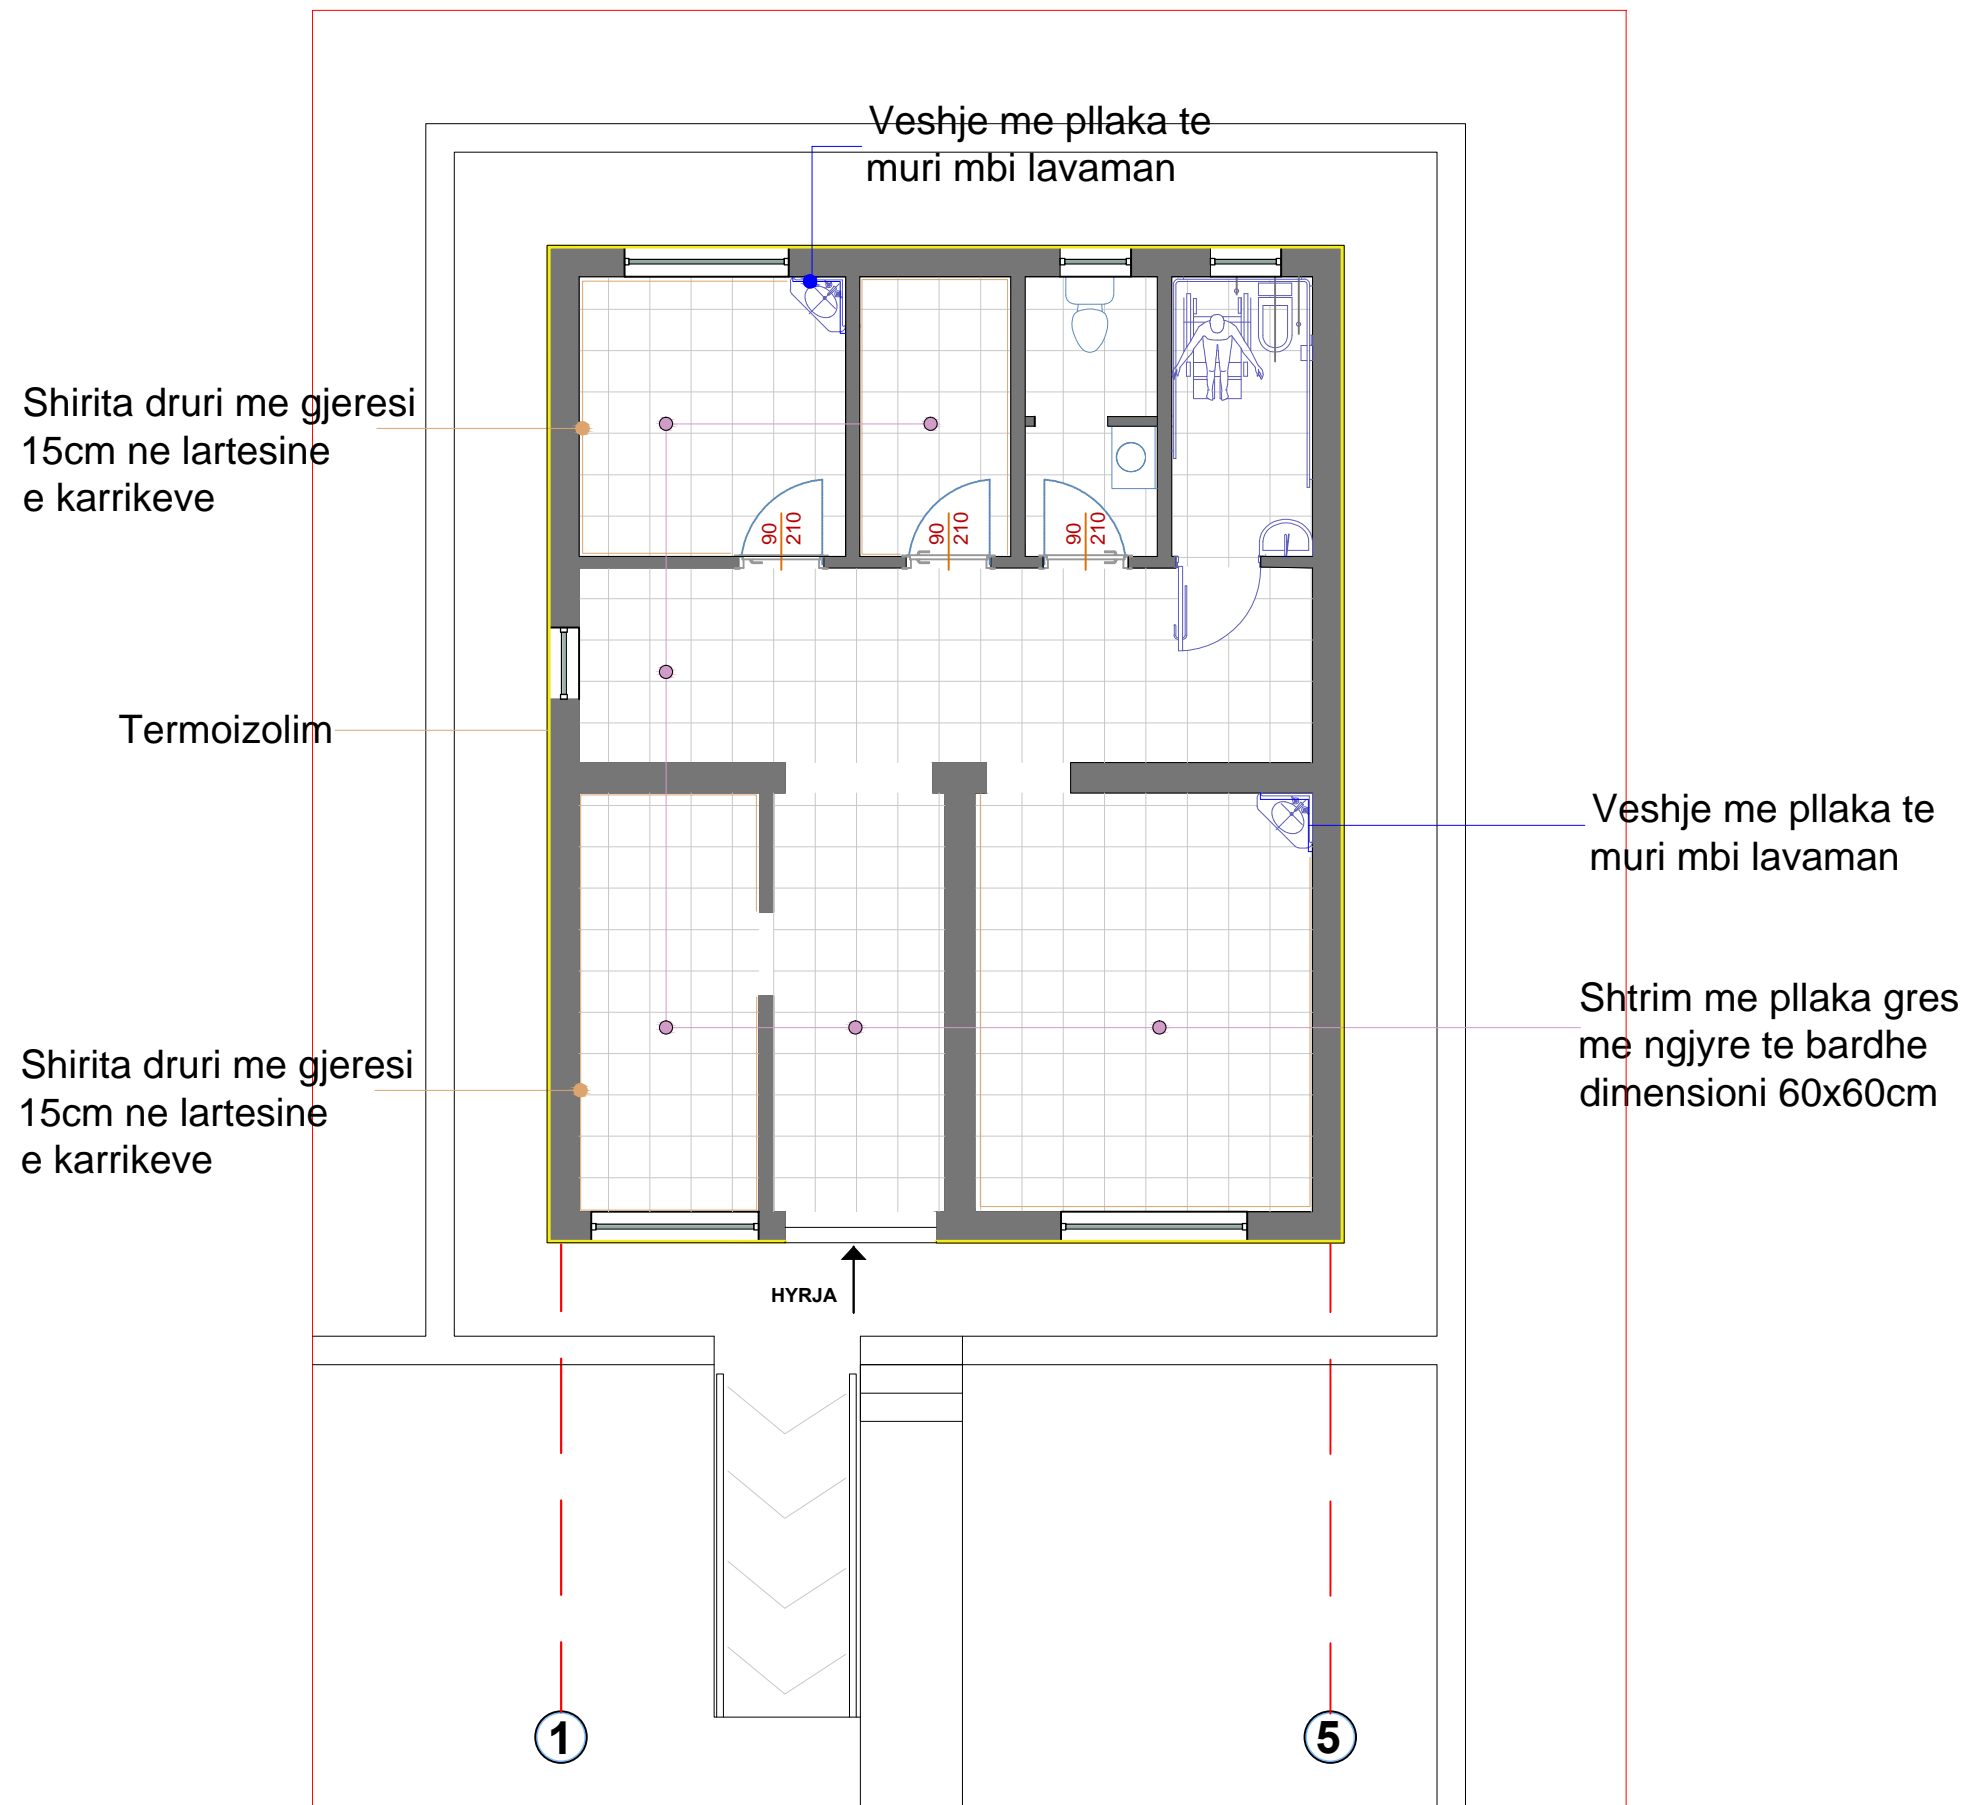 Veshje me pllaka te
muri mbi lavaman
Shirita druri me gjeresi
15cm ne lartesine
e karrikeve
90
210
90
210
90
210
Termoizolim
Veshje me pllaka te
muri mbi lavaman
Shtrim me pllaka gres
me ngjyre te bardhe
dimensioni 60x60cm
Shirita druri me gjeresi
15cm ne lartesine
e karrikeve
HYRJA
1
5